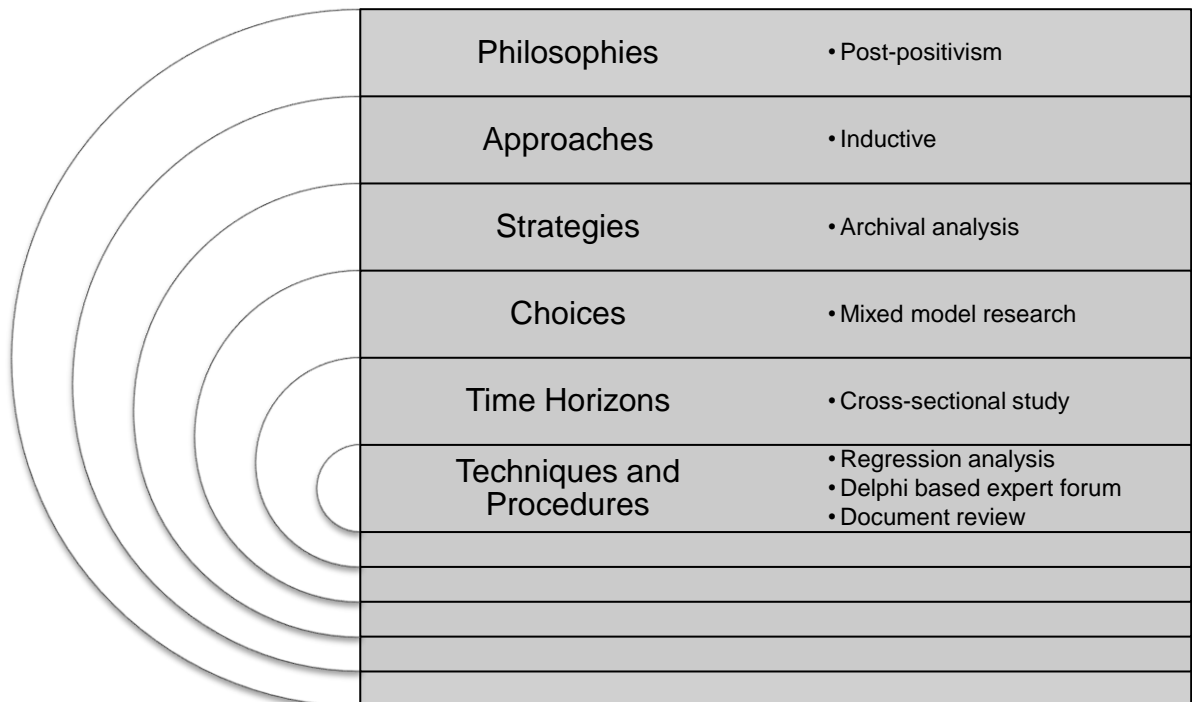 Philosophies
• Post-positivism
Approaches
• Inductive
Strategies
• Archival analysis
Choices
• Mixed model research
Time Horizons
• Cross-sectional study
Techniques and
Procedures
• Regression analysis
• Delphi based expert forum
• Document review